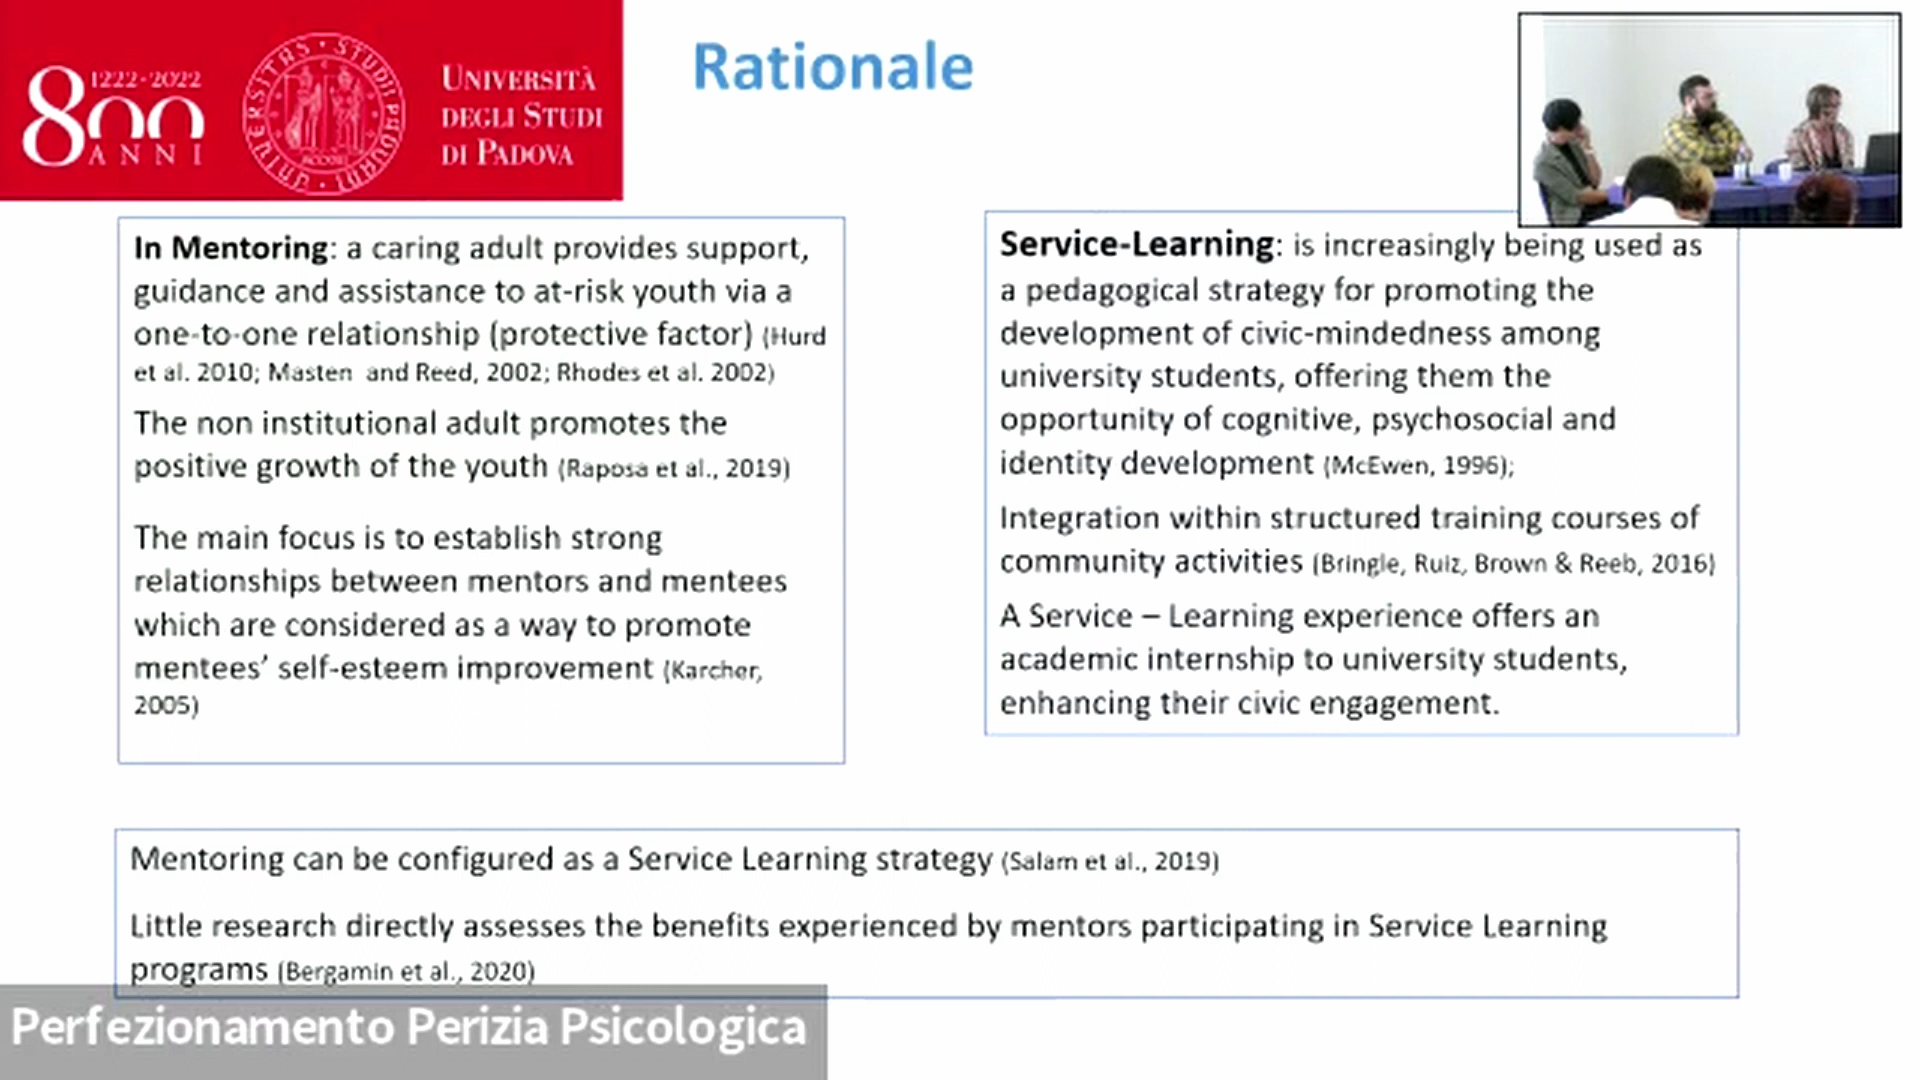 1222-2022
800
ANNI
UNIVERSITÀ
DEGLI STUDI
DI PADOVA
Rationale
In Mentoring: a caring adult provides support,
guidance and assistance to at-risk youth via a
one-to-one relationship (protective factor) (Hurd
et al. 2010; Masten and Reed, 2002; Rhodes et al. 2002)
The non institutional adult promotes the
positive growth of the youth (Raposa et al., 2019)
The main focus is to establish strong
relationships between mentors and mentees
which are considered as a way to promote
mentees’ self-esteem improvement (Karcher,
2005)
Service-Learning: is increasingly being used as
a pedagogical strategy for promoting the
development of civic-mindedness among
university students, offering them the
opportunity of cognitive, psychosocial and
identity development (McEwen, 1996);
Integration within structured training courses of
community activities (Bringle, Ruiz, Brown & Reeb, 2016)
A Service – Learning experience offers an
academic internship to university students,
enhancing their civic engagement.
Mentoring can be configured as a Service Learning strategy (Salam et al., 2019)
Little research directly assesses the benefits experienced by mentors participating in Service Learning
programs (Bergamin et al., 2020)
Perfezionamento Perizia Psicologica